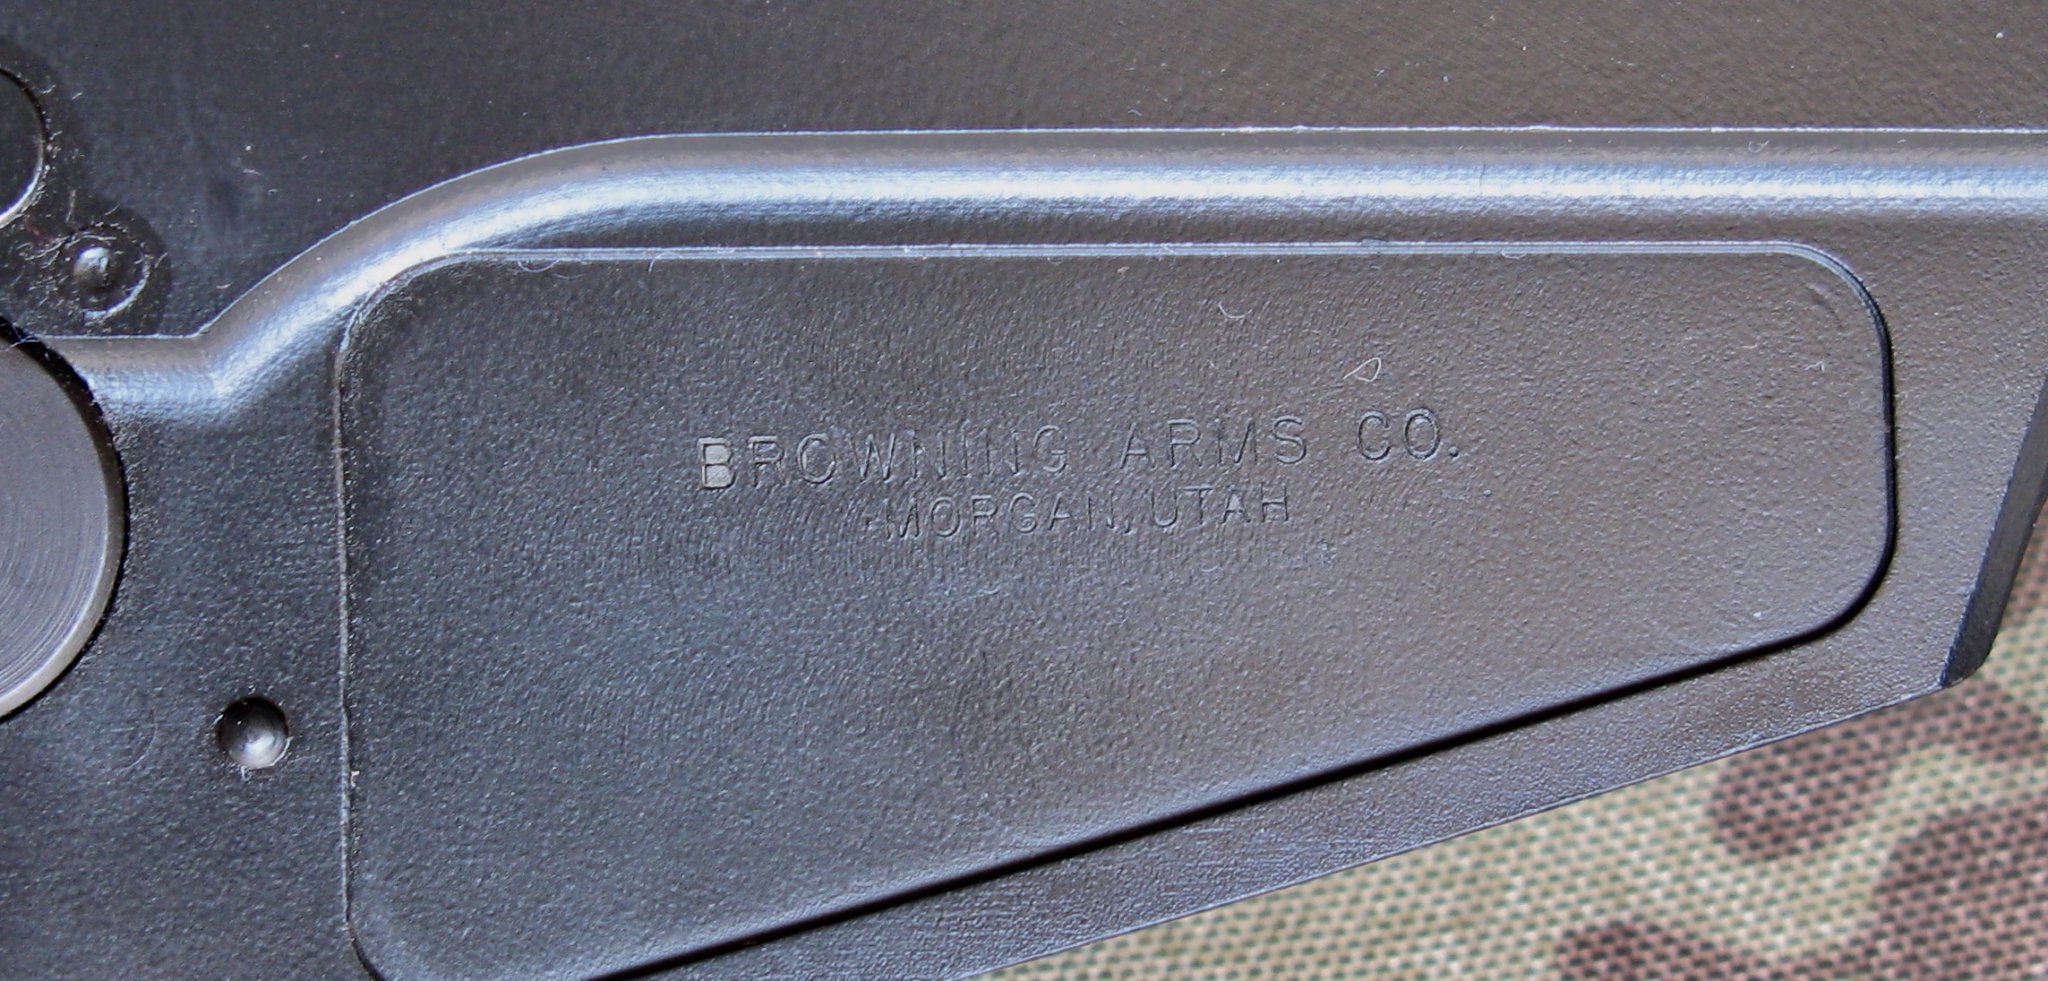 BROWNING ARMS CO.
MORGAN, UTAH